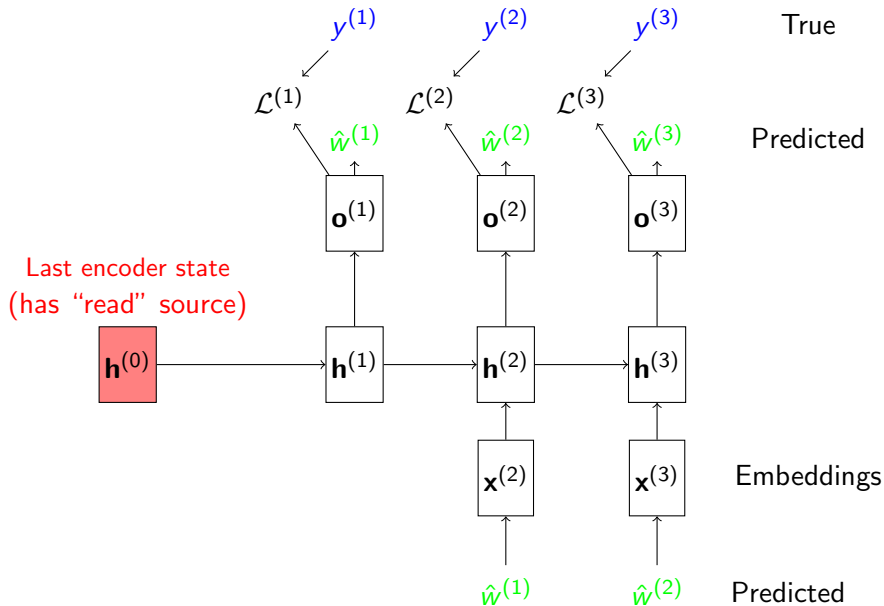 y^(1) y^(2) y^(3) True
ℒ^(1) ℒ^(2) ℒ^(3)
ŵ^(1) ŵ^(2) ŵ^(3) Predicted
o^(1) o^(2) o^(3)
Last encoder state
(has “read” source)
h^(0) h^(1) h^(2) h^(3)
x^(2) x^(3) Embeddings
ŵ^(1) ŵ^(2) Predicted